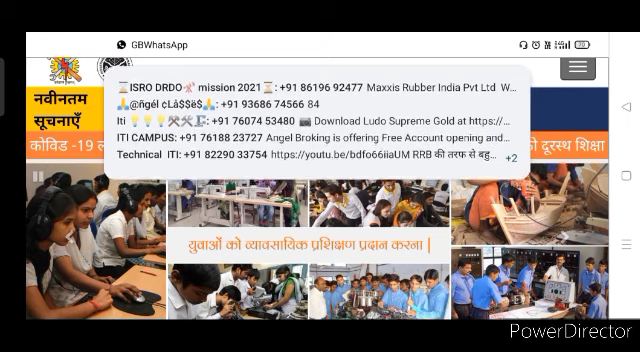 GBWhatsApp
⌛ISRO DRDO🚀 mission 2021⌛: +91 86196 92477 Maxxis Rubber India Pvt Ltd W...
🙏@ñgél ¢Lå$$ë$🙏: +91 93686 74566 84
Iti 💡💡💡⚒️⚒️🗜️: +91 76074 53480 📷 Download Ludo Supreme Gold at https://...
ITI CAMPUS: +91 76188 23727 Angel Broking is offering Free Account opening and...
Technical ITI: +91 82290 33754 https://youtu.be/bdfo66iiaUM RRB की तरफ से बहु...
+2
नवीनतम
सूचनाएँ
कोविड -19
दूरस्थ शिक्षा
युवाओं को व्यावसायिक प्रशिक्षण प्रदान करना
PowerDirector